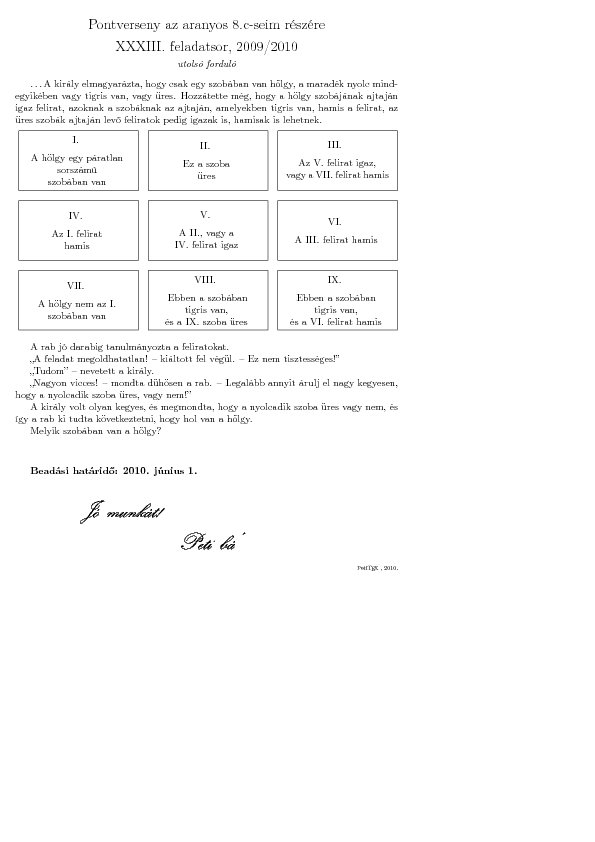 Pontverseny az aranyos 8.c-seim részére
XXXIII. feladatsor, 2009/2010
utolsó forduló
...A király elmagyarázta, hogy csak egy szobában van hölgy, a maradék nyolc mind-
egyikében vagy tigris van, vagy üres. Hozzátette még, hogy a hölgy szobájának ajtaján
igaz felirat, azoknak a szobáknak az ajtaján, amelyekben tigris van, hamis a felirat, az
üres szobák ajtaján levő feliratok pedig igazak is, hamisak is lehetnek.
I.
A hölgy egy páratlan
sorszámú
szobában van
II.
Ez a szoba
üres
III.
Az V. felirat igaz,
vagy a VII. felirat hamis
IV.
Az I. felirat
hamis
V.
A II., vagy a
IV. felirat igaz
VI.
A III. felirat hamis
VII.
A hölgy nem az I.
szobában van
VIII.
Ebben a szobában
tigris van,
és a IX. szoba üres
IX.
Ebben a szobában
tigris van,
és a VI. felirat hamis
A rab jó darabig tanulmányozta a feliratokat.
„A feladat megoldhatatlan! – kiáltott fel végül. – Ez nem tisztességes!”
„Tudom” – nevetett a király.
„Nagyon vicces! – mondta dühösen a rab. – Legalább annyit árulj el nagy kegyesen,
hogy a nyolcadik szoba üres, vagy nem!”
A király volt olyan kegyes, és megmondta, hogy a nyolcadik szoba üres vagy nem, és
így a rab ki tudta következtetni, hogy hol van a hölgy.
Melyik szobában van a hölgy?
Beadási határidő: 2010. június 1.
Jó munkát!
Peti bá´
PetiTEX, 2010.